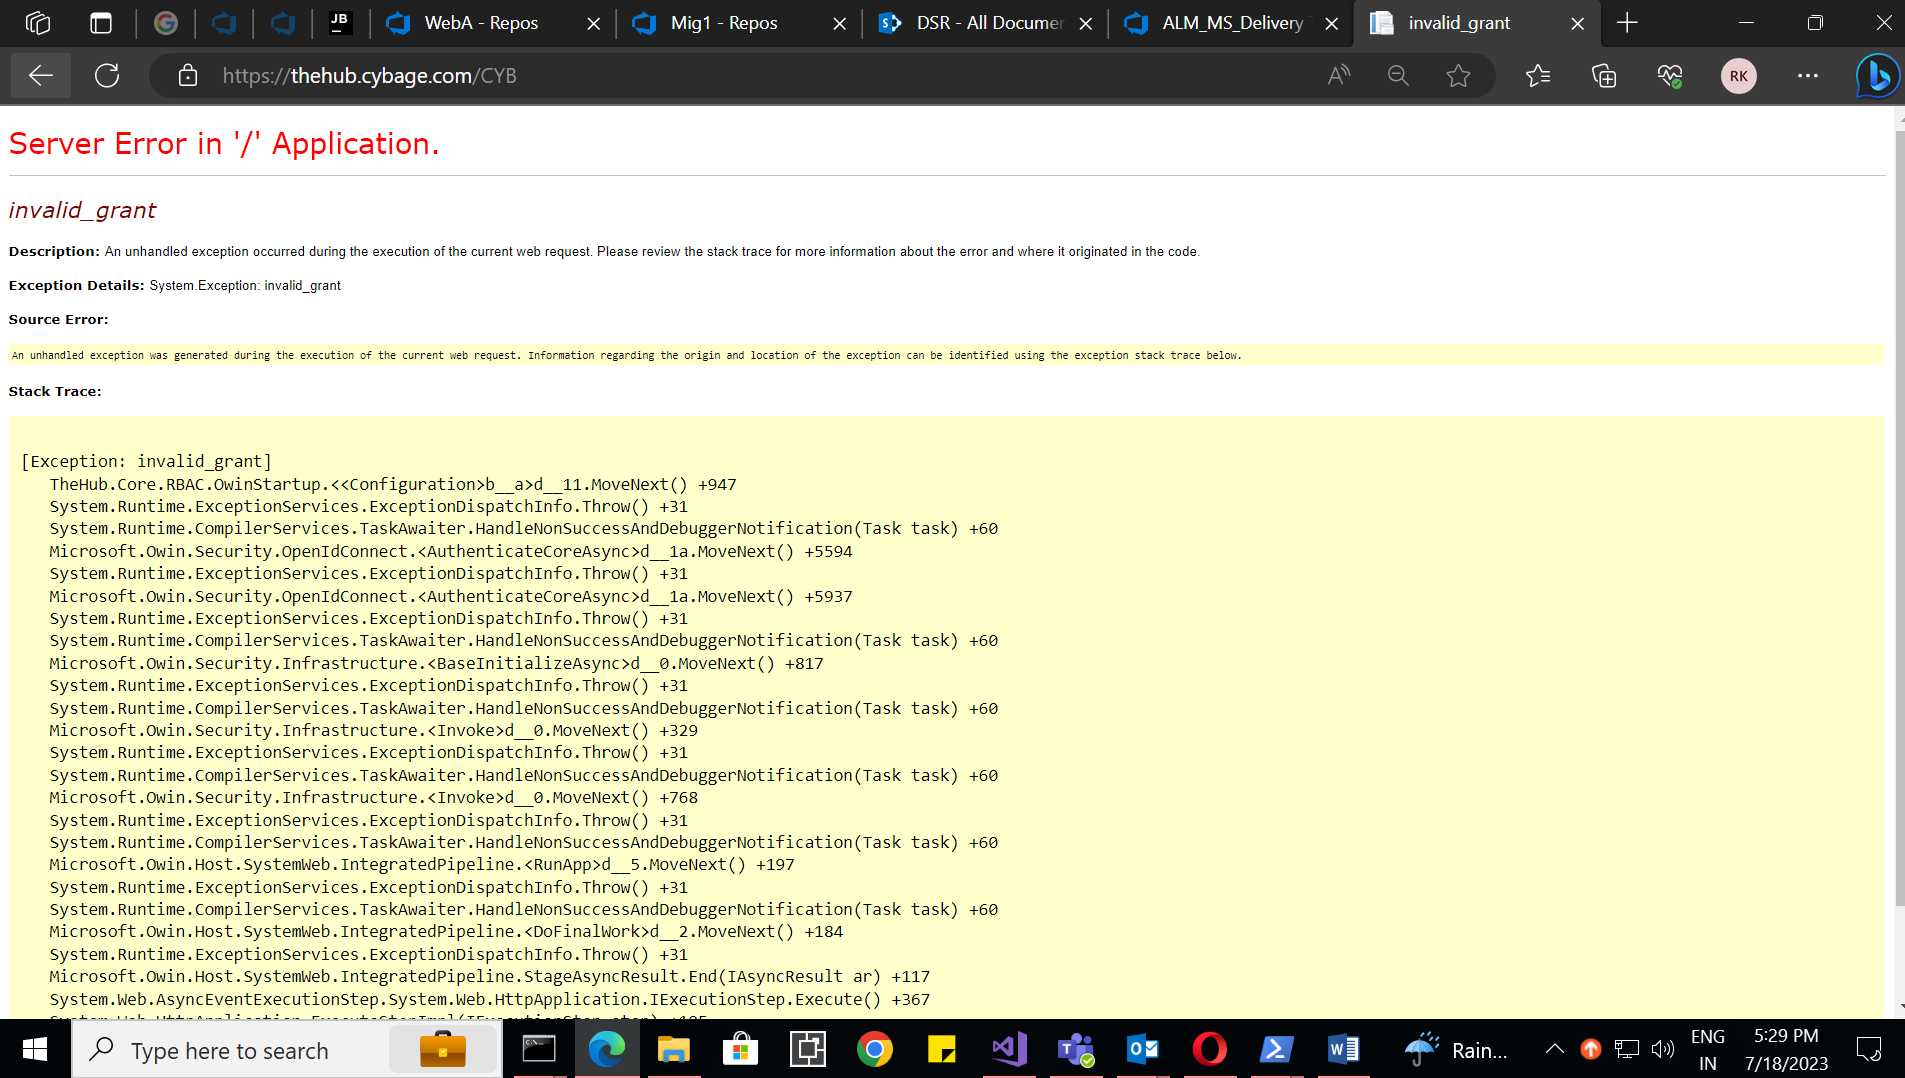 JB
WebA - Repos
Mig1 - Repos
DSR - All Documen
ALM_MS_Delivery
invalid_grant
https://thehub.cybage.com/CYB
RK
Server Error in '/' Application.
invalid_grant
Description: An unhandled exception occurred during the execution of the current web request. Please review the stack trace for more information about the error and where it originated in the code.
Exception Details: System.Exception: invalid_grant
Source Error:
An unhandled exception was generated during the execution of the current web request. Information regarding the origin and location of the exception can be identified using the exception stack trace below.
Stack Trace:
[Exception: invalid_grant]
TheHub.Core.RBAC.OwinStartup.<<Configuration>b__a>d__11.MoveNext() +947
System.Runtime.ExceptionServices.ExceptionDispatchInfo.Throw() +31
System.Runtime.CompilerServices.TaskAwaiter.HandleNonSuccessAndDebuggerNotification(Task task) +60
Microsoft.Owin.Security.OpenIdConnect.<AuthenticateCoreAsync>d__1a.MoveNext() +5594
System.Runtime.ExceptionServices.ExceptionDispatchInfo.Throw() +31
Microsoft.Owin.Security.OpenIdConnect.<AuthenticateCoreAsync>d__1a.MoveNext() +5937
System.Runtime.ExceptionServices.ExceptionDispatchInfo.Throw() +31
System.Runtime.CompilerServices.TaskAwaiter.HandleNonSuccessAndDebuggerNotification(Task task) +60
Microsoft.Owin.Security.Infrastructure.<BaseInitializeAsync>d__0.MoveNext() +817
System.Runtime.ExceptionServices.ExceptionDispatchInfo.Throw() +31
System.Runtime.CompilerServices.TaskAwaiter.HandleNonSuccessAndDebuggerNotification(Task task) +60
Microsoft.Owin.Security.Infrastructure.<Invoke>d__0.MoveNext() +329
System.Runtime.ExceptionServices.ExceptionDispatchInfo.Throw() +31
System.Runtime.CompilerServices.TaskAwaiter.HandleNonSuccessAndDebuggerNotification(Task task) +60
Microsoft.Owin.Security.Infrastructure.<Invoke>d__0.MoveNext() +768
System.Runtime.ExceptionServices.ExceptionDispatchInfo.Throw() +31
System.Runtime.CompilerServices.TaskAwaiter.HandleNonSuccessAndDebuggerNotification(Task task) +60
Microsoft.Owin.Host.SystemWeb.IntegratedPipeline.<RunApp>d__5.MoveNext() +197
System.Runtime.ExceptionServices.ExceptionDispatchInfo.Throw() +31
System.Runtime.CompilerServices.TaskAwaiter.HandleNonSuccessAndDebuggerNotification(Task task) +60
Microsoft.Owin.Host.SystemWeb.IntegratedPipeline.<DoFinalWork>d__2.MoveNext() +184
System.Runtime.ExceptionServices.ExceptionDispatchInfo.Throw() +31
Microsoft.Owin.Host.SystemWeb.IntegratedPipeline.StageAsyncResult.End(IAsyncResult ar) +117
System.Web.AsyncEventExecutionStep.System.Web.HttpApplication.IExecutionStep.Execute() +367
Type here to search
Rain...
ENG
IN
5:29 PM
7/18/2023